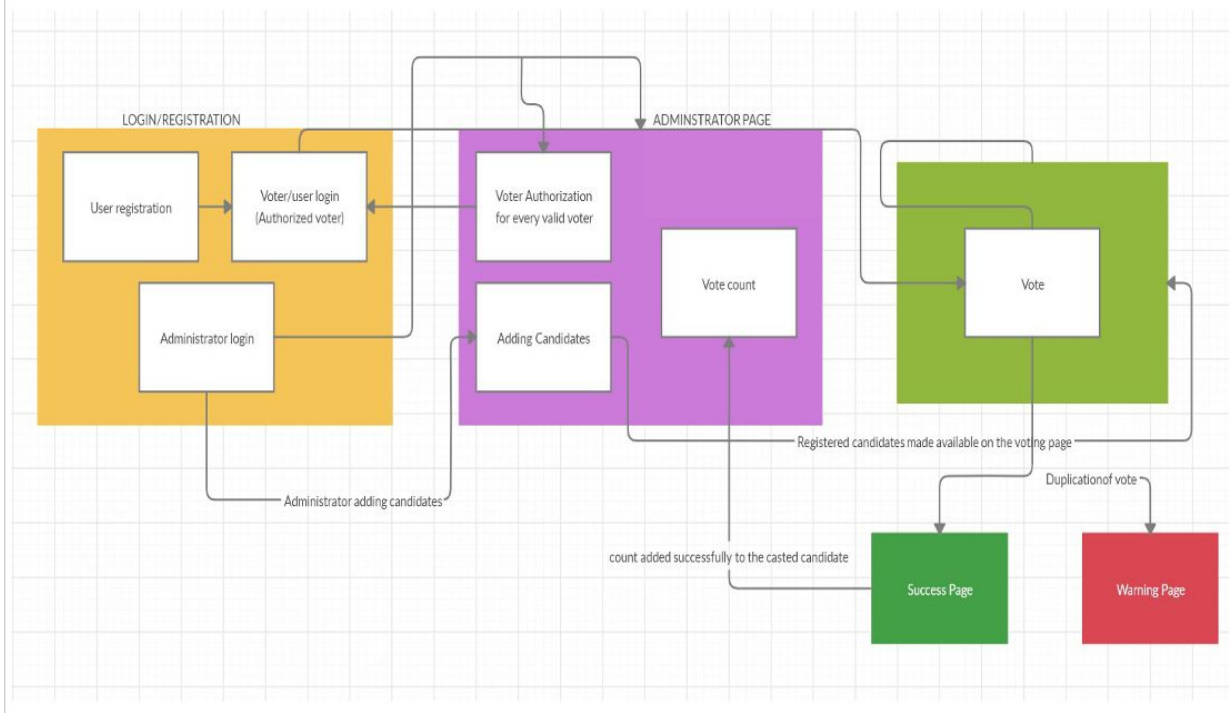 LOGIN/REGISTRATION
ADMINSTRATOR PAGE
User registration
Voter/user login
(Authorized voter)
Voter Authorization
for every valid voter
Vote count
Vote
Administrator login
Adding Candidates
Registered candidates made available on the voting page
Administrator adding candidates
Duplicationof vote
count added successfully to the casted candidate
Success Page
Warning Page